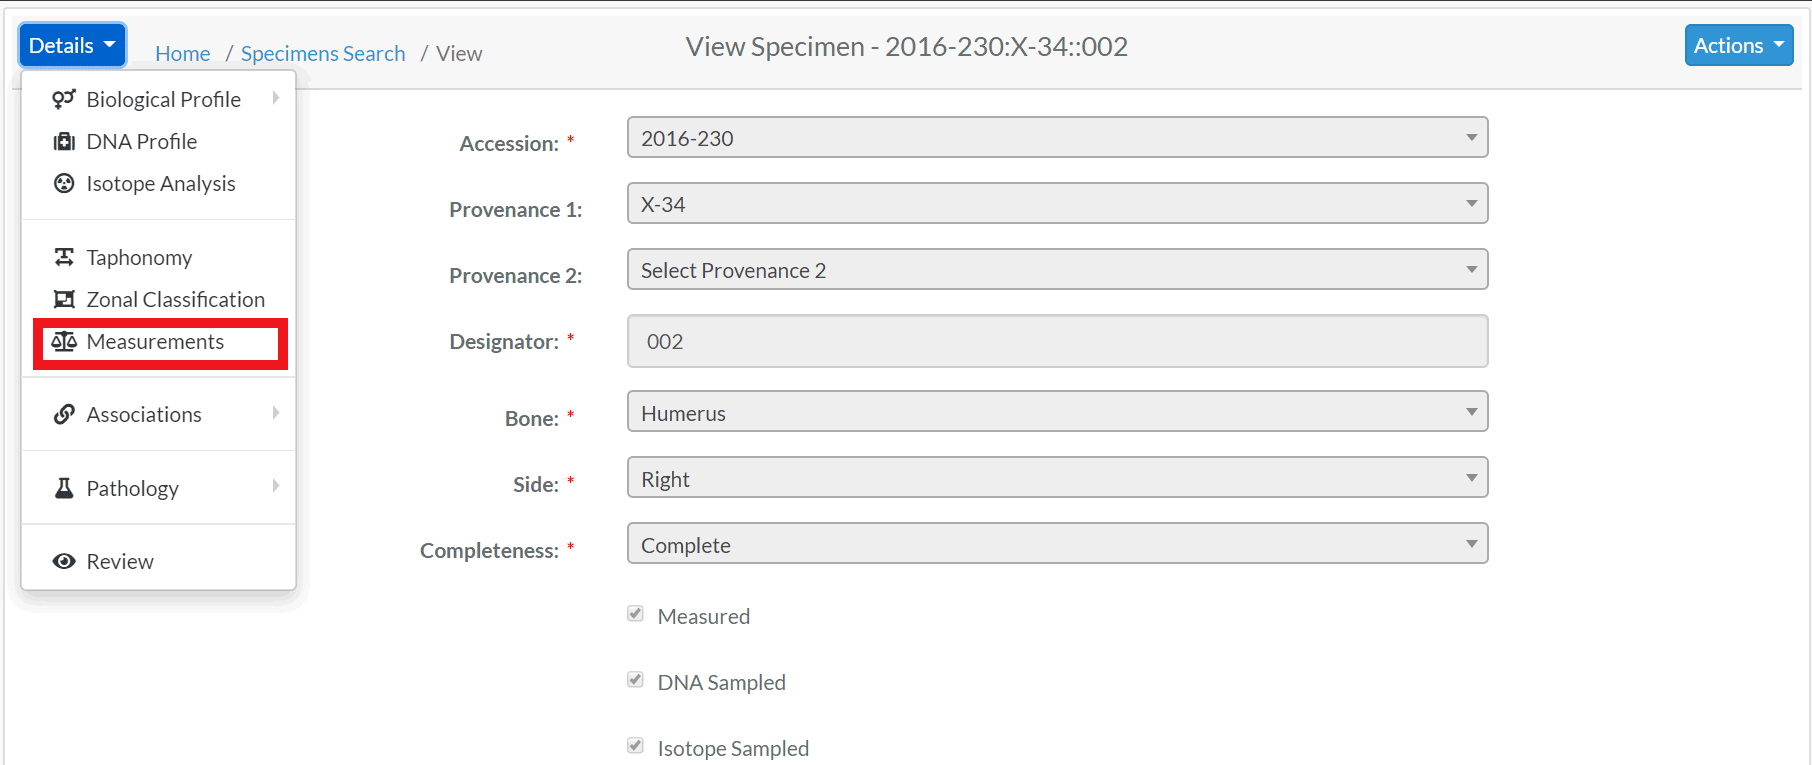 Details
Home / Specimens Search / View
View Specimen - 2016-230:X-34::002
Actions
Biological Profile
DNA Profile
Isotope Analysis
Taphonomy
Zonal Classification
Measurements
Associations
Pathology
Review
Accession: * 2016-230
Provenance 1: X-34
Provenance 2: Select Provenance 2
Designator: * 002
Bone: * Humerus
Side: * Right
Completeness: * Complete
Measured
DNA Sampled
Isotope Sampled